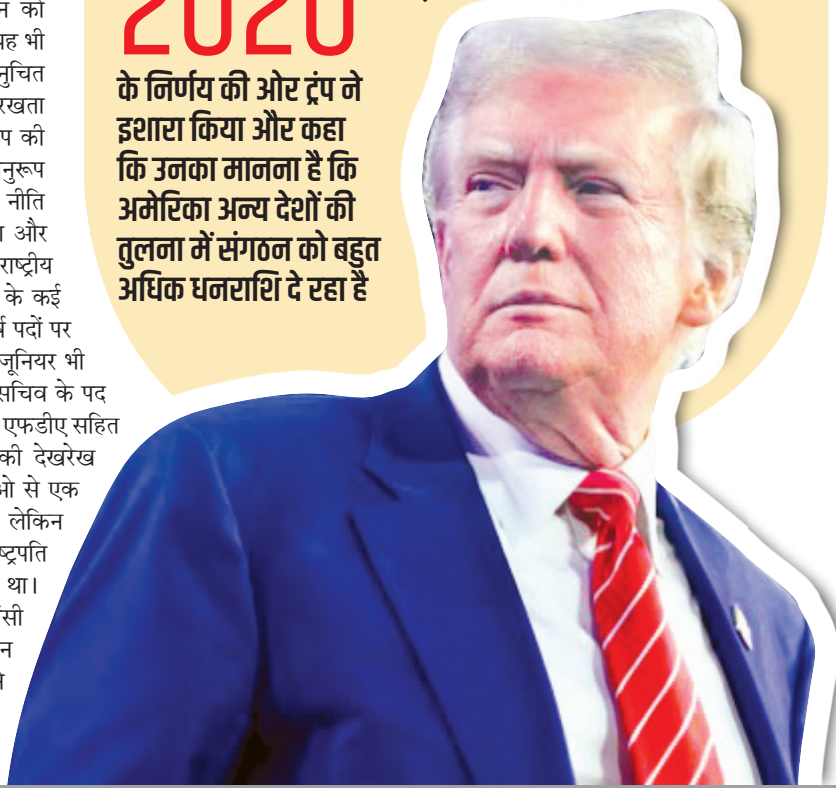 न को
यह भी
नुचित
रखता
प की
नुरूप
नीति
और
राष्ट्रीय
के कई
पदों पर
जूनियर भी
सचिव के पद
एफडीए सहित
की देखरेख
ओ से एक
लेकिन
ष्ट्रपति
था।
सी
न
2020
के निर्णय की ओर ट्रंप ने
इशारा किया और कहा
कि उनका मानना है कि
अमेरिका अन्य देशों की
तुलना में संगठन को बहुत
अधिक धनराशि दे रहा है